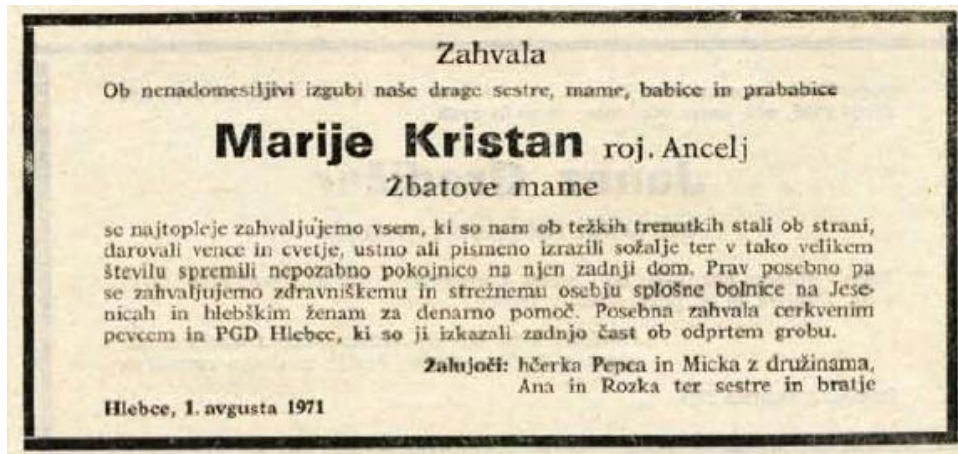 Zahvala
Ob nenadomestljivi izgubi naše drage sestre, mame, babice in prababice
Marije Kristan roj. Ancelj
Žbatove mame
se najtopleje zahvaljujemo vsem, ki so nam ob težkih trenutkih stali ob strani,
darovali vence in cvetje, ustno ali pismeno izrazili sožalje ter v tako velikem
številu spremili nepozabno pokojnico na njen zadnji dom. Prav posebno pa
se zahvaljujemo zdravniškemu in strežnemu osebju splošne bolnice na Jese-
nicah in hlebškim ženam za denarno pomoč. Posebna zahvala cerkvenim
pevcem in PGD Hlebce, ki so ji izkazali zadnjo čast ob odprtem grobu.
Žalujoči: hčerka Pepca in Micka z družinama,
Ana in Rozka ter sestre in bratje
Hlebce, 1. avgusta 1971